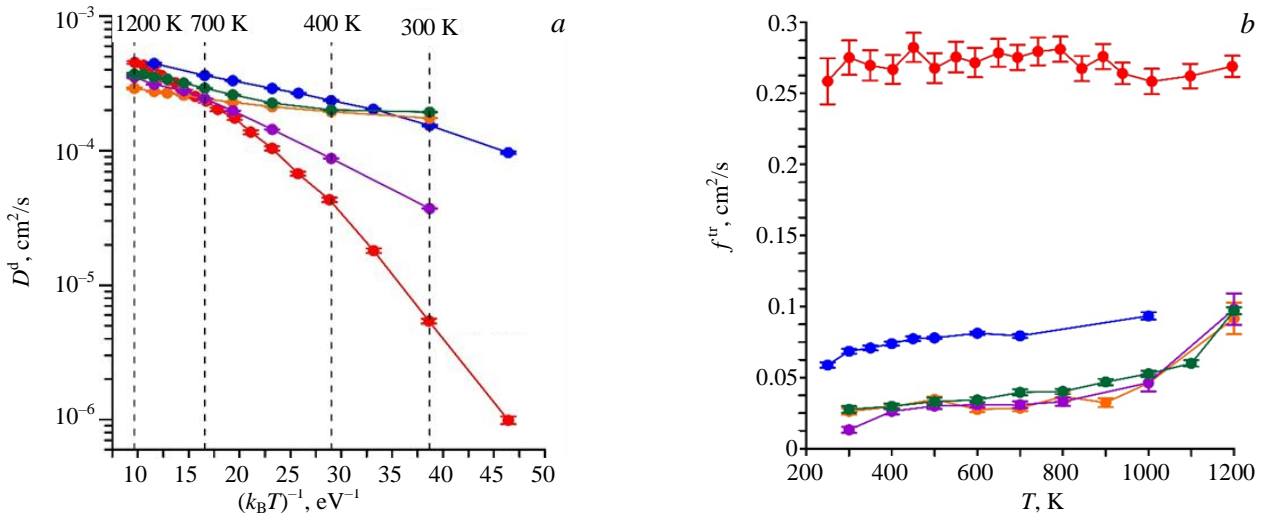 10⁻³
1200 K 700 K 400 K 300 K
a
10⁻⁴
10⁻⁵
10⁻⁶
Dᵈ, cm²/s
10 15 20 25 30 35 40 45 50
(k_BT)⁻¹, eV⁻¹
b
0.3
0.25
0.2
0.15
0.1
0.05
0
fᵗʳ, cm²/s
200 400 600 800 1000 1200
T, K